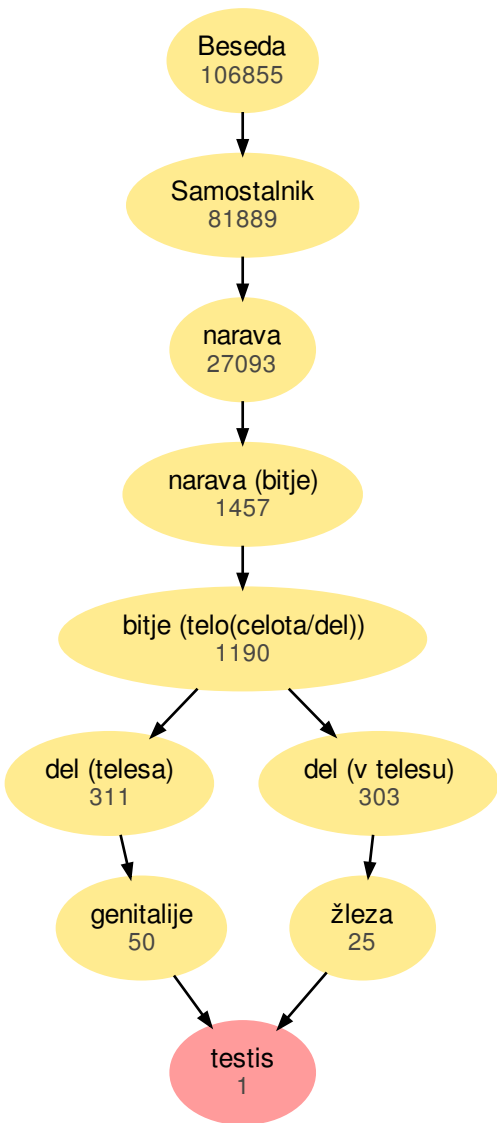 Beseda
106855
Samostalnik
81889
narava
27093
narava (bitje)
1457
bitje (telo(celota/del))
1190
del (telesa)
311
del (v telesu)
303
genitalije
50
žleza
25
testis
1